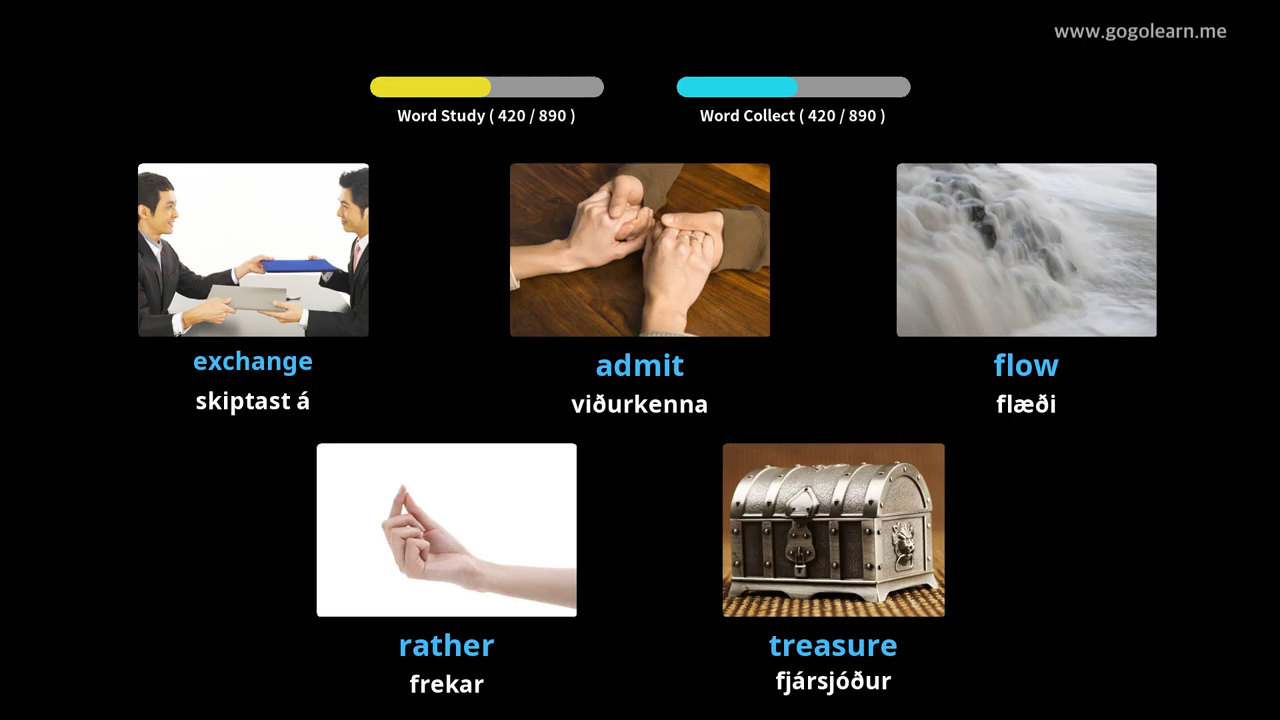 www.gogolearn.me
Word Study ( 420 / 890 )
Word Collect ( 420 / 890 )
exchange
skiptast á
admit
viðurkenna
flow
flæði
rather
frekar
treasure
fjársjóður